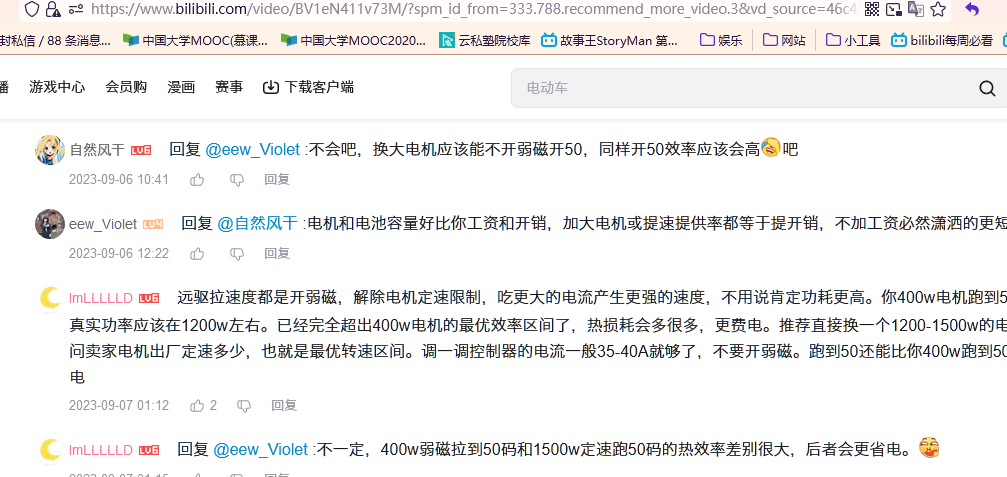 https://www.bilibili.com/video/BV1eN411v73M/?spm_id_from=333.788.recommend_more_video.3&vd_source=46c4
封私信 / 88 条消息... 中国大学MOOC(慕课... 中国大学MOOC2020... 云私塾院校库 故事王StoryMan 第... 娱乐 网站 小工具 bilibili每周必看
播 游戏中心 会员购 漫画 赛事 下载客户端 电动车
自然风干 LV6 回复 @eew_Violet :不会吧，换大电机应该能不开弱磁开50，同样开50效率应该会高吧
2023-09-06 10:41 回复
eew_Violet LV4 回复 @自然风干 :电机和电池容量好比你工资和开销，加大电机或提速提供率都等于提开销，不加工资必然潇洒的更短
2023-09-06 12:22 回复
lmLLLLLD LV6 远驱拉速度都是开弱磁，解除电机定速限制，吃更大的电流产生更强的速度，不用说肯定功耗更高。你400w电机跑到5
真实功率应该在1200w左右。已经完全超出400w电机的最优效率区间了，热损耗会多很多，更费电。推荐直接换一个1200-1500w的电
问卖家电机出厂定速多少，也就是最优转速区间。调一调控制器的电流一般35-40A就够了，不要开弱磁。跑到50还能比你400w跑到50
电
2023-09-07 01:12 2 回复
lmLLLLLD LV6 回复 @eew_Violet :不一定，400w弱磁拉到50码和1500w定速跑50码的热效率差别很大，后者会更省电。
2023-09-07 01:15 回复